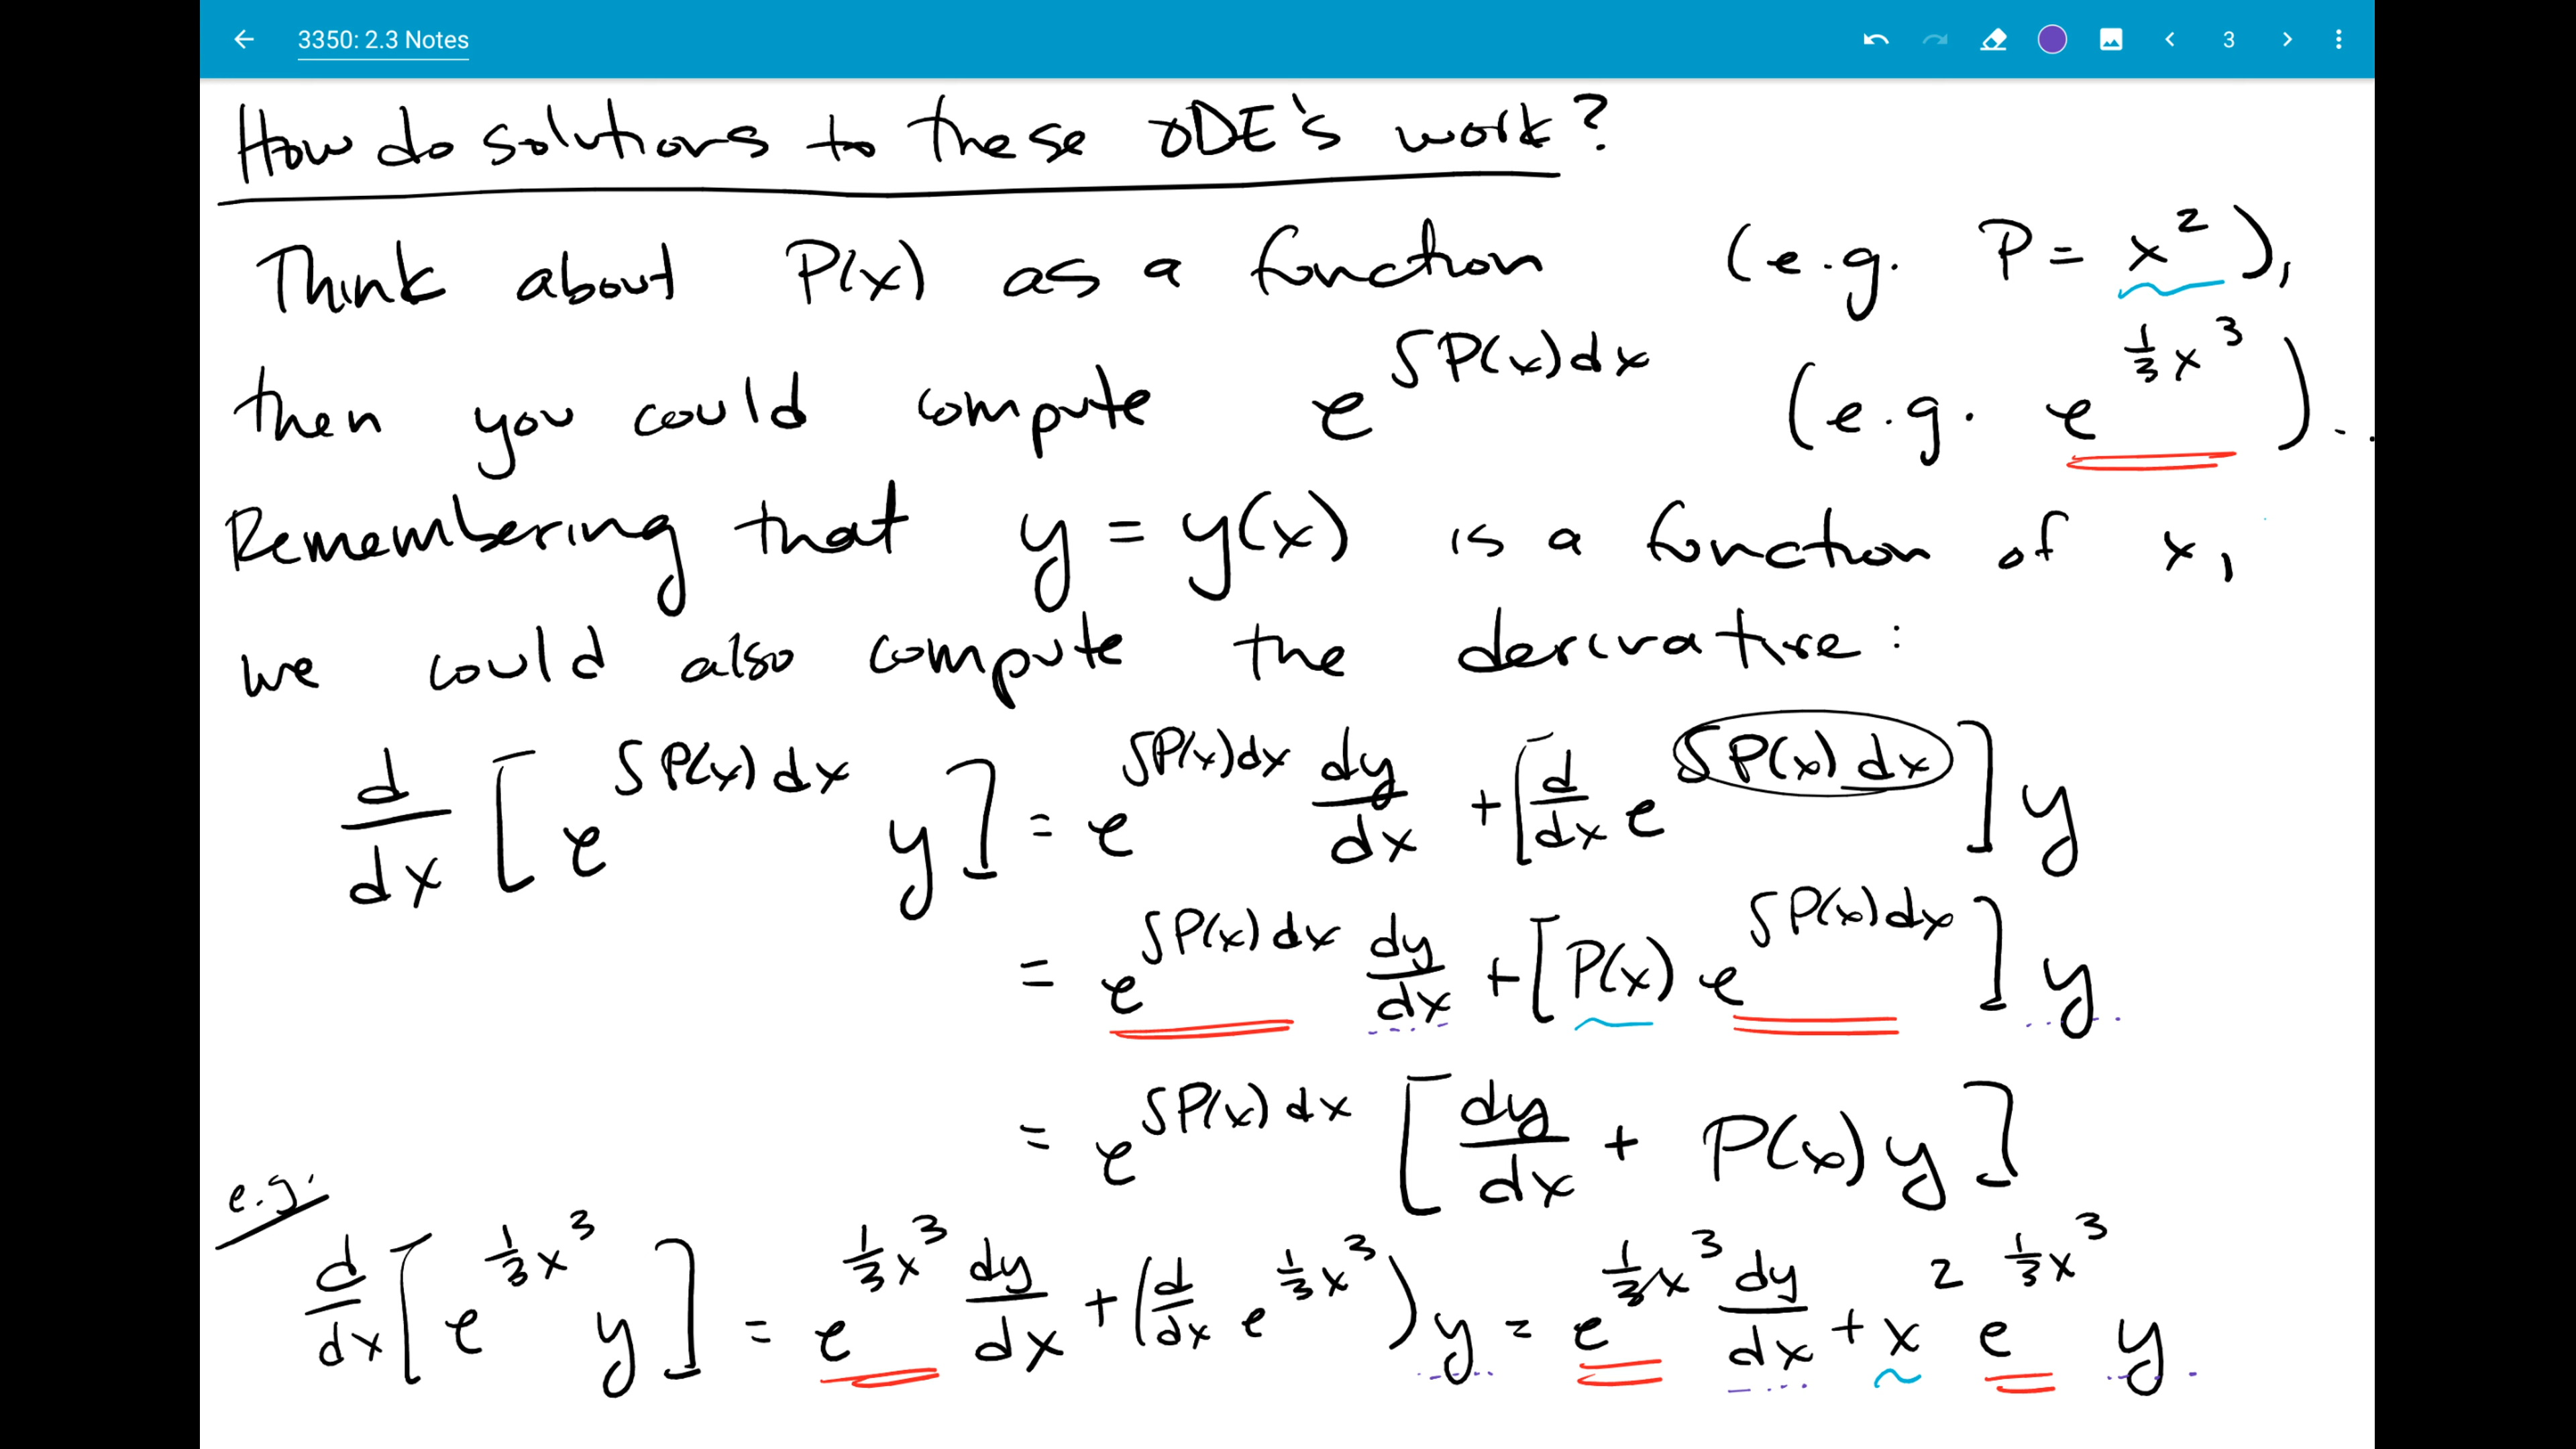 3350: 2.3 Notes
3
How do solutions to these ODE's work?
Think about P(x) as a function (e.g. P = x²),
then you could compute e^{∫P(x)dx} (e.g. e^{⅓x³})...
Remembering that y = y(x) is a function of x,
we could also compute the derivative:
d/dx [e^{∫P(x)dx} y] = e^{∫P(x)dx} dy/dx + [d/dx e^{∫P(x)dx}] y
= e^{∫P(x)dx} dy/dx + [P(x) e^{∫P(x)dx}] y
= e^{∫P(x)dx} [dy/dx + P(x)y]
e.g.
d/dx [e^{⅓x³} y] = e^{⅓x³} dy/dx + (d/dx e^{⅓x³}) y = e^{⅓x³} dy/dx + x² e^{⅓x³} y